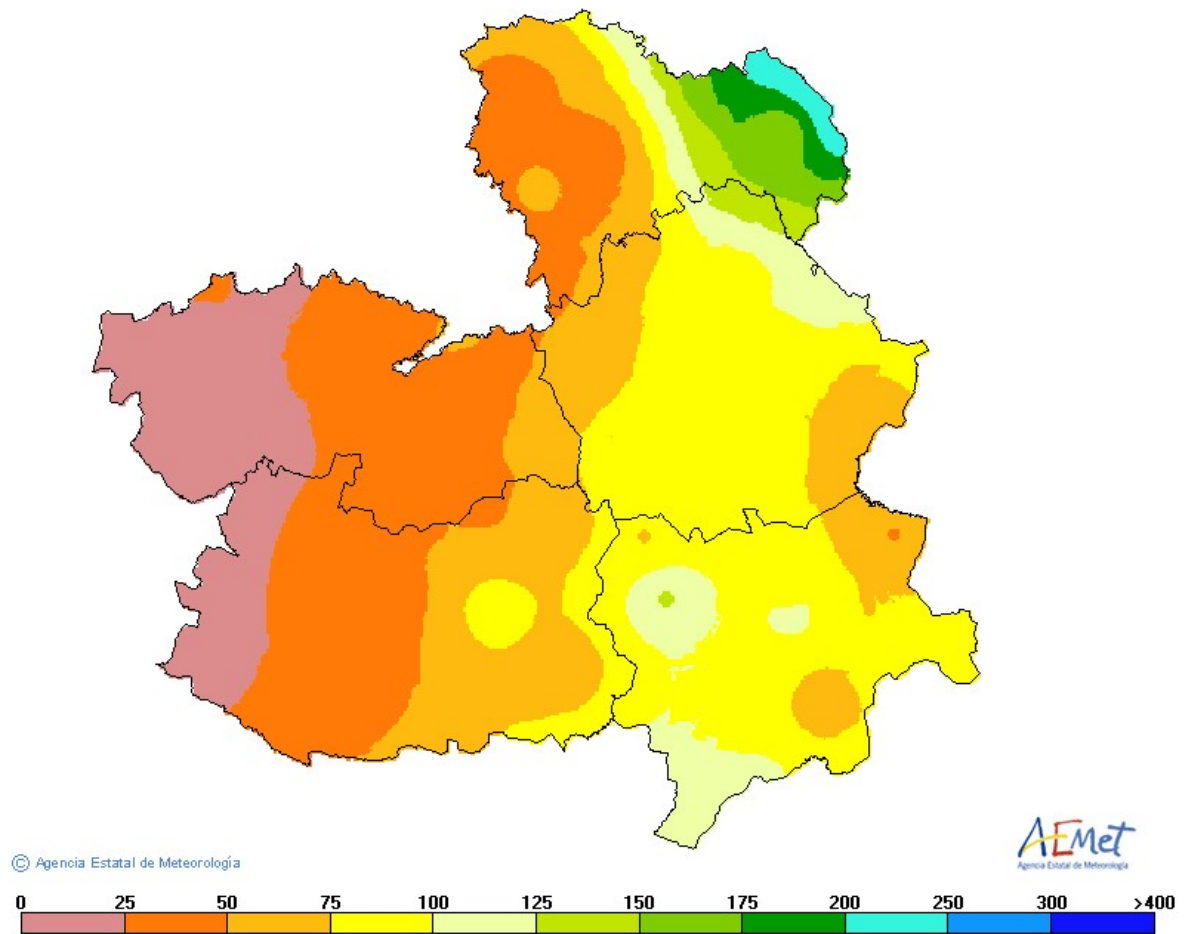 © Agencia Estatal de Meteorología
AEMet
Agencia Estatal de Meteorología
0 25 50 75 100 125 150 175 200 250 300 >400